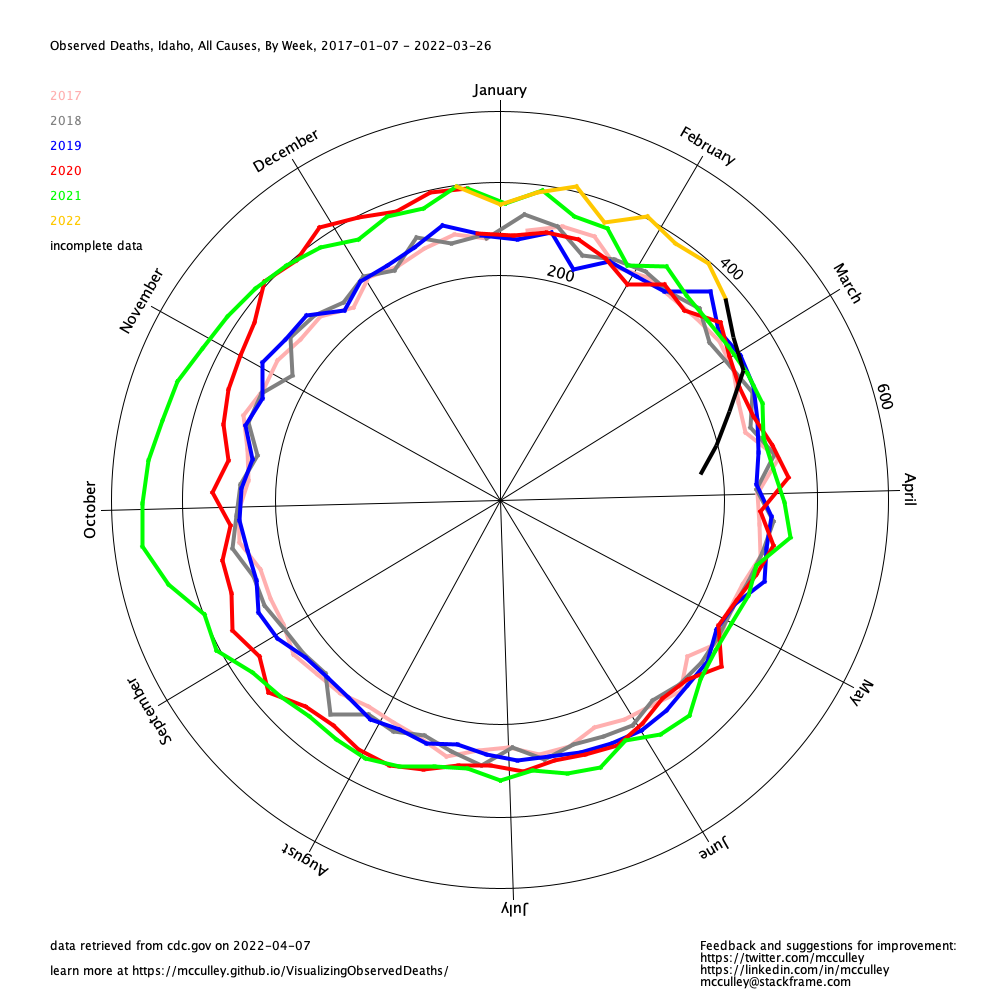 Observed Deaths, Idaho, All Causes, By Week, 2017-01-07 - 2022-03-26
January
2017
2018
2019
2020
2021
2022
incomplete data
December
February
November
March
200
400
600
October
April
September
May
August
June
July
data retrieved from cdc.gov on 2022-04-07
learn more at https://mcculley.github.io/VisualizingObservedDeaths/
Feedback and suggestions for improvement:
https://twitter.com/mcculley
https://linkedin.com/in/mcculley
mcculley@stackframe.com